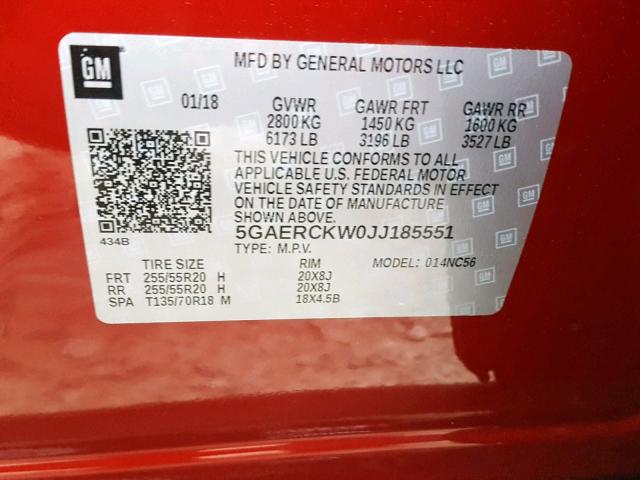 GM MFD BY GENERAL MOTORS LLC
01/18 GVWR GAWR FRT GAWR RR
2800 KG 1450 KG 1600 KG
6173 LB 3196 LB 3527 LB
THIS VEHICLE CONFORMS TO ALL
APPLICABLE U.S. FEDERAL MOTOR
VEHICLE SAFETY STANDARDS IN EFFECT
ON THE DATE OF MANUFACTURE
SHOWN ABOVE.
434B 5GAERCKW0JJ185551
TYPE: M.P.V. MODEL: 014NC56
TIRE SIZE RIM
FRT 255/55R20 H 20X8J
RR 255/55R20 H 20X8J
SPA T135/70R18 M 18X4.5B